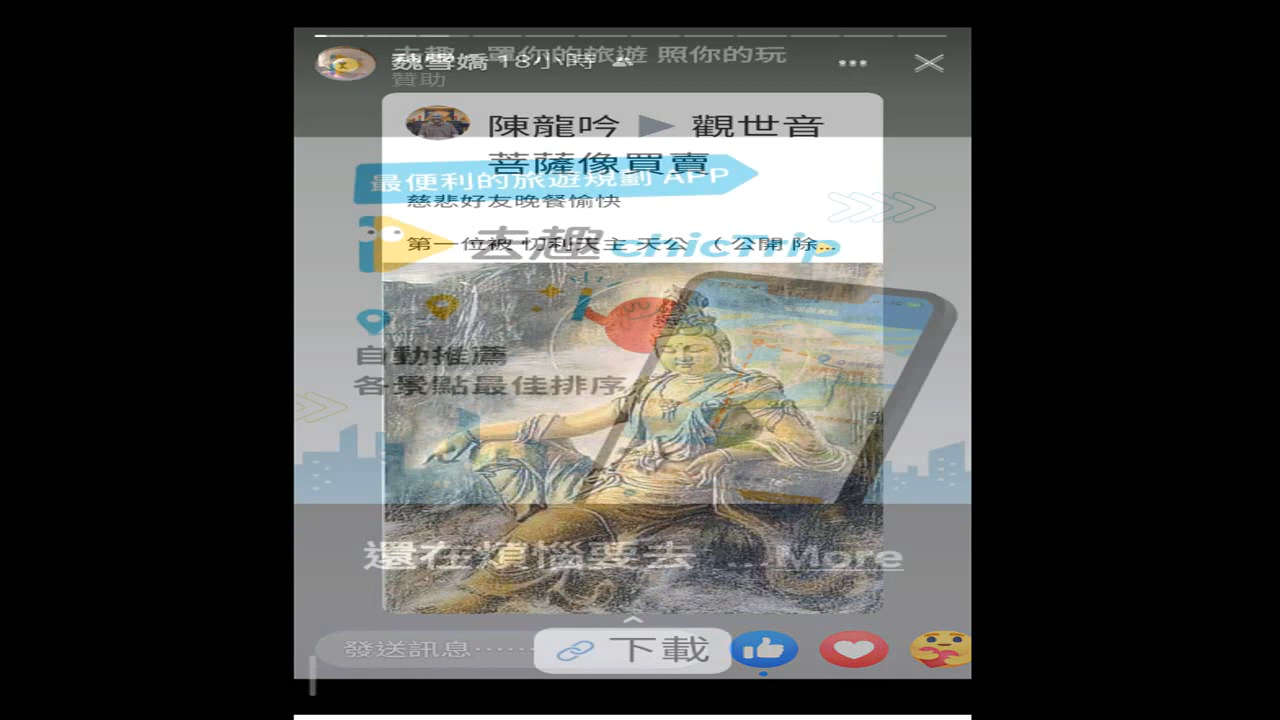 去趣，罩你的旅遊 照你的玩
魏雪嬌 18小時
贊助
陳龍吟 ▶ 觀世音
菩薩像買賣
最便利的旅遊規劃 APP
慈悲好友晚餐愉快
第一位被 忉利天主 天公 （公開 除...
去趣 chicTrip
自動推薦
各景點最佳排序
還在煩惱要去 ... More
發送訊息......
下載